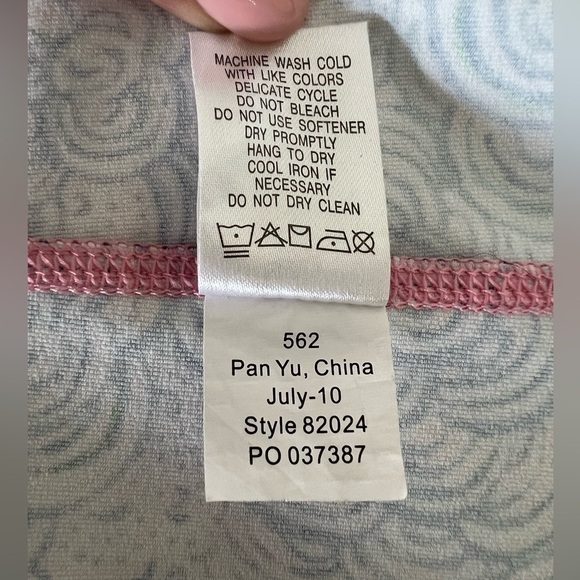 MACHINE WASH COLD
WITH LIKE COLORS
DELICATE CYCLE
DO NOT BLEACH
DO NOT USE SOFTENER
DRY PROMPTLY
HANG TO DRY
COOL IRON IF
NECESSARY
DO NOT DRY CLEAN
562
Pan Yu, China
July-10
Style 82024
PO 037387